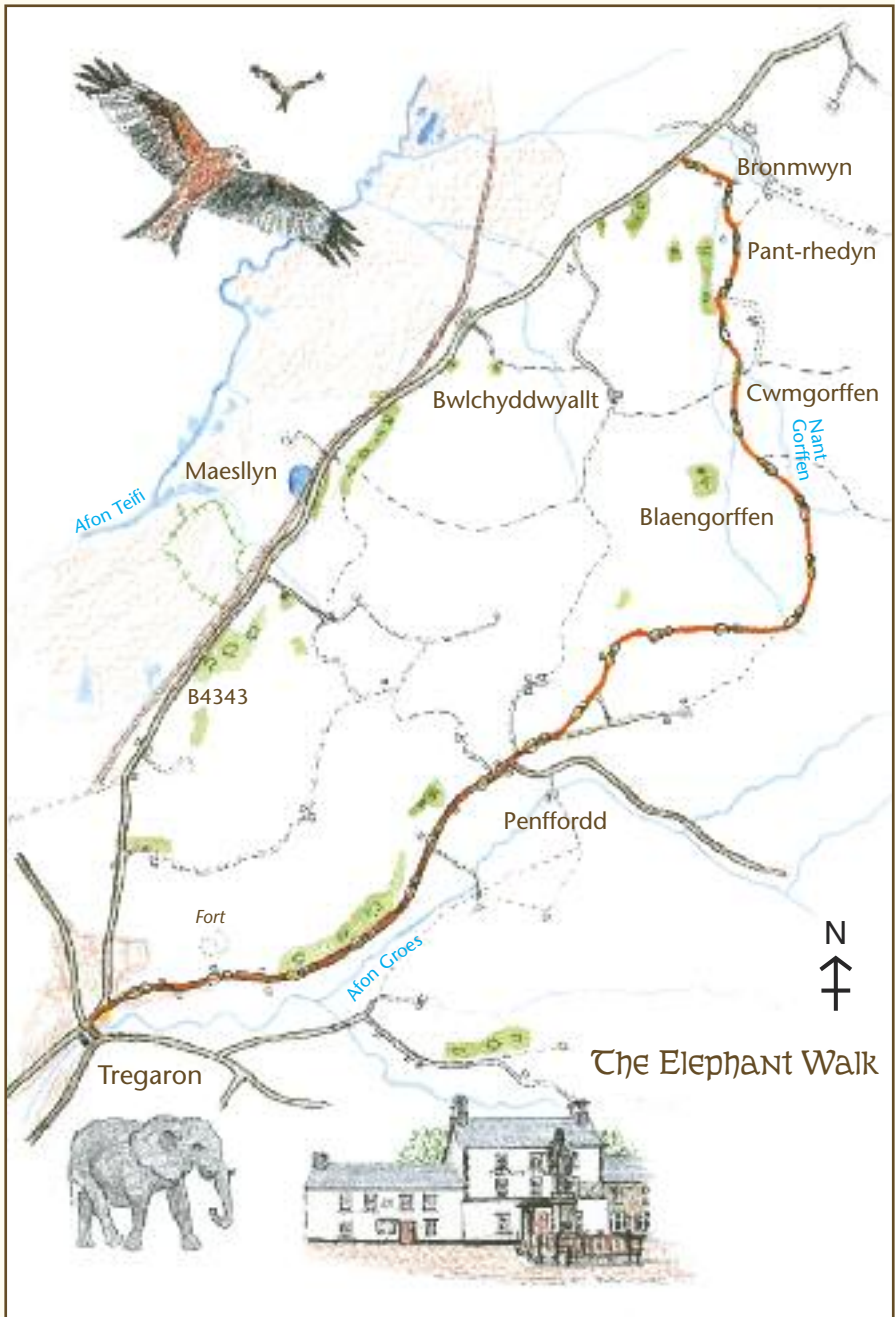 Bronmwyn
Pant-rhedyn
Cwmgorffen
Bwlchyddwyallt
Nant
Gorffen
Maesllyn
Afon Teifi
Blaengorffen
B4343
Penffordd
Fort
N
Afon Groes
The Elephant Walk
Tregaron